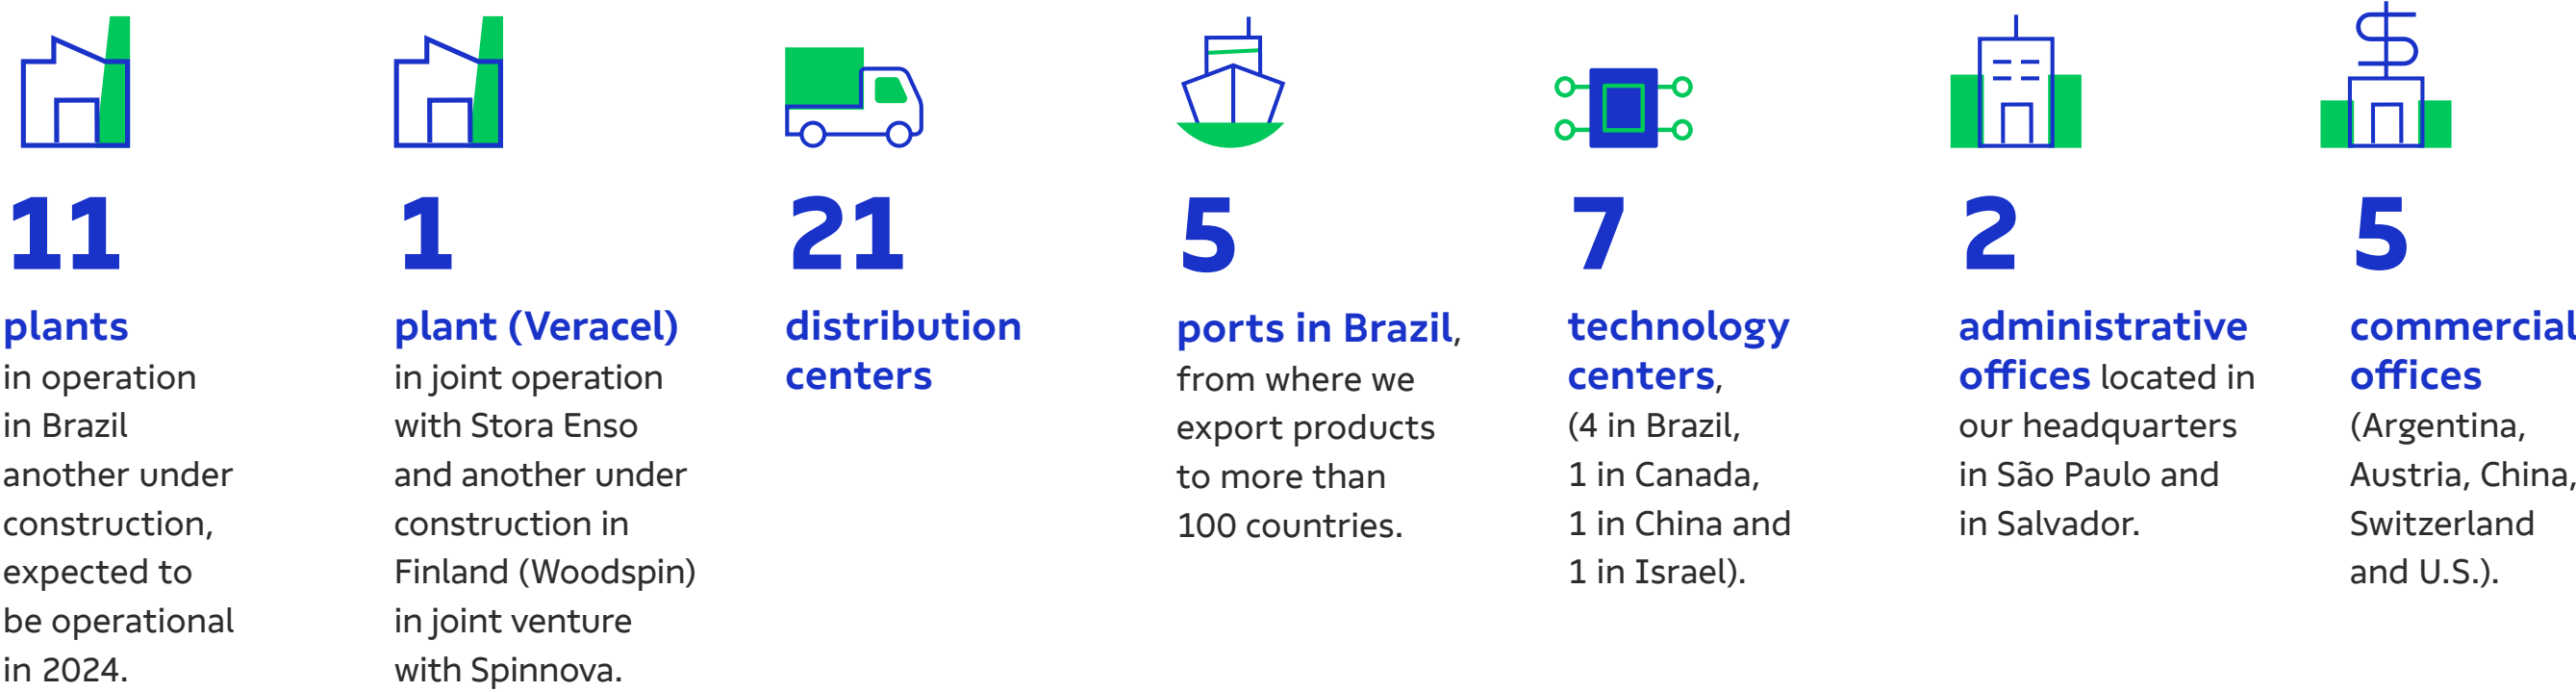 11
plants
in operation
in Brazil
another under
construction,
expected to
be operational
in 2024.
1
plant (Veracel)
in joint operation
with Stora Enso
and another under
construction in
Finland (Woodspin)
in joint venture
with Spinnova.
21
distribution
centers
5
ports in Brazil,
from where we
export products
to more than
100 countries.
7
technology
centers,
(4 in Brazil,
1 in Canada,
1 in China and
1 in Israel).
2
administrative
offices located in
our headquarters
in São Paulo and
in Salvador.
5
commercial
offices
(Argentina,
Austria, China,
Switzerland
and U.S.).